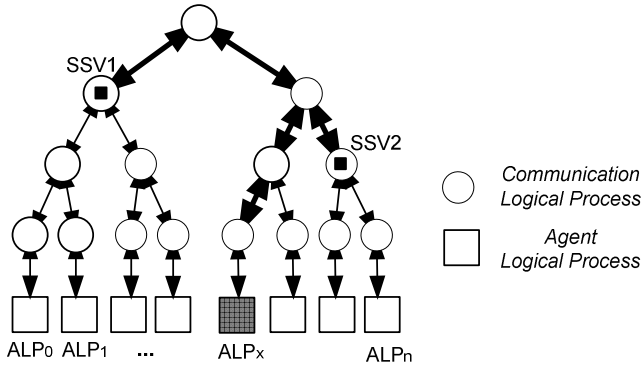 SSV1
SSV2
Communication
Logical Process
Agent
Logical Process
ALP0 ALP1 ... ALPx ALPn